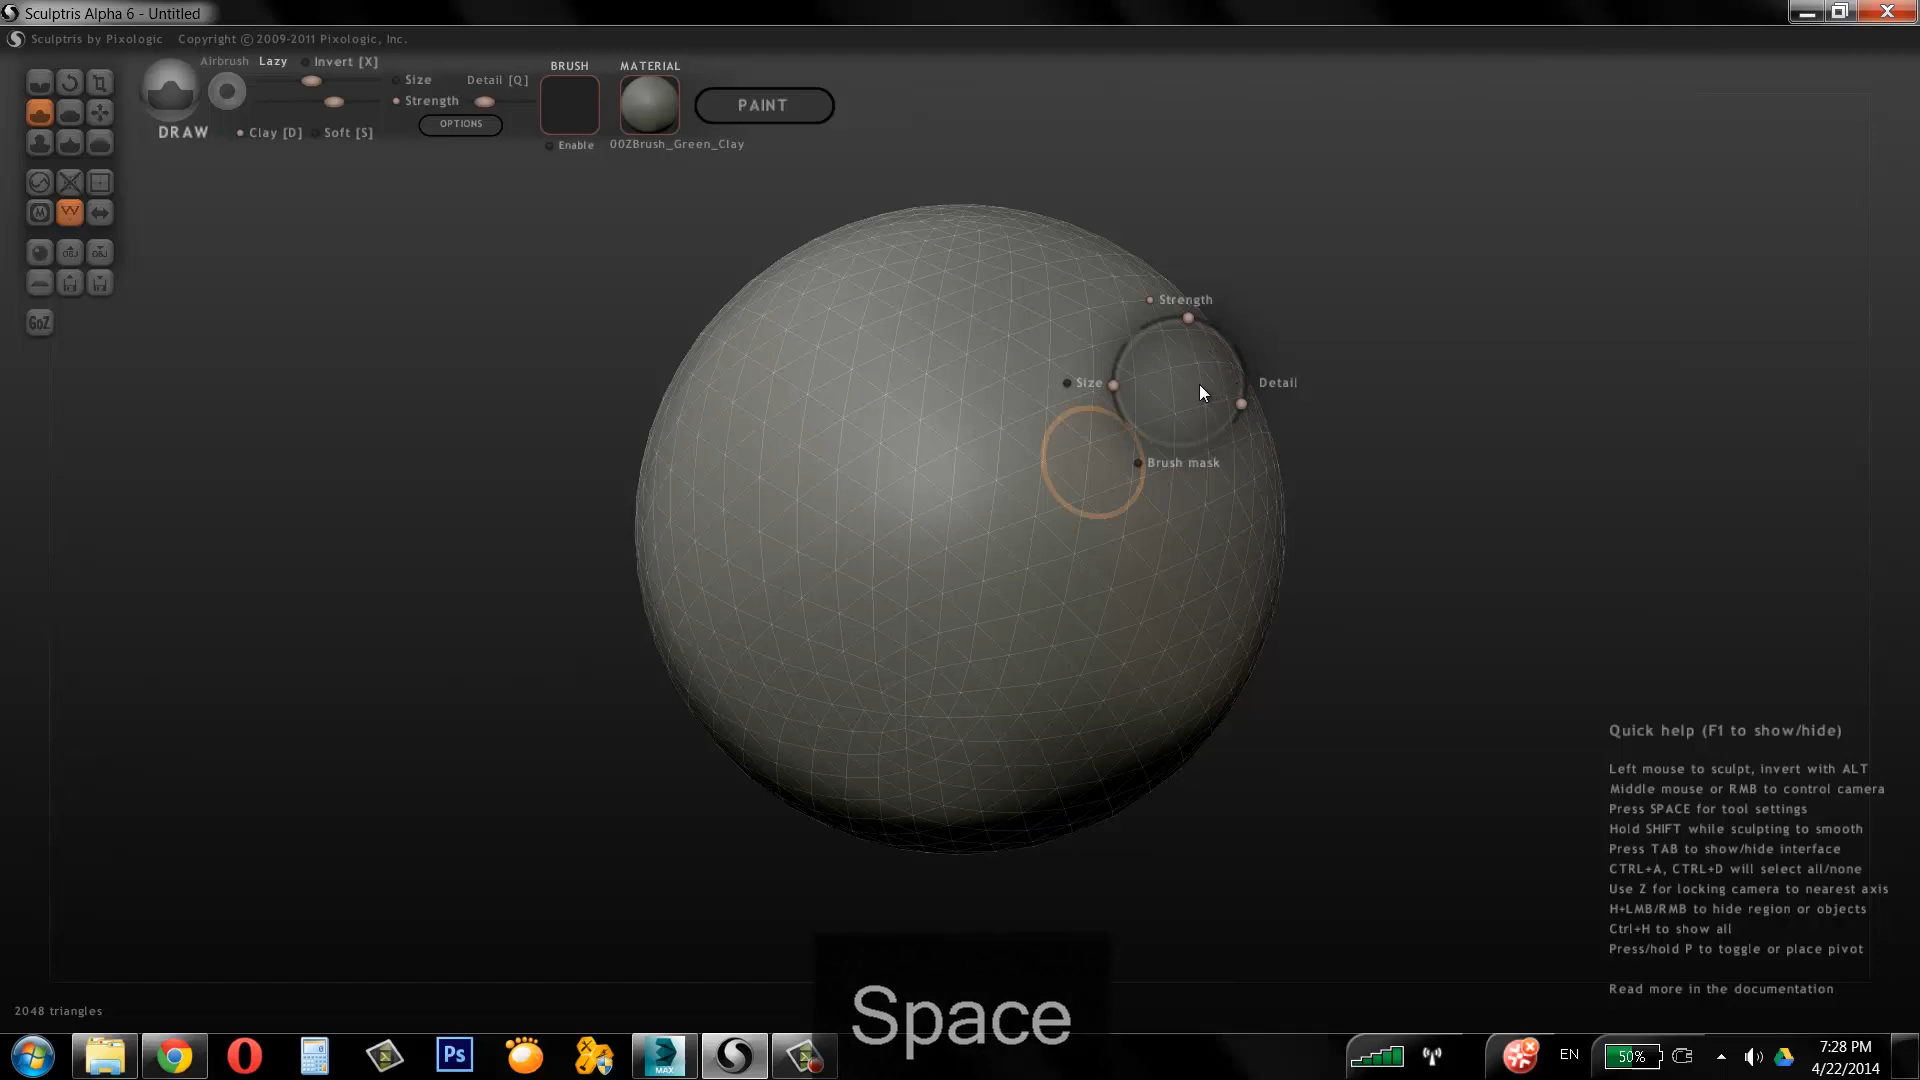 Sculptris Alpha 6 - Untitled
Sculptris by Pixologic Copyright © 2009-2011 Pixologic, Inc.
Airbrush Lazy Invert [X]
Size Detail [Q]
Strength
DRAW
Clay [D] Soft [S]
OPTIONS
BRUSH
Enable
MATERIAL
00ZBrush_Green_Clay
PAINT
OBJ OBJ
GoZ
Strength
Size
Detail
Brush mask
Quick help (F1 to show/hide)
Left mouse to sculpt, invert with ALT
Middle mouse or RMB to control camera
Press SPACE for tool settings
Hold SHIFT while sculpting to smooth
Press TAB to show/hide interface
CTRL+A, CTRL+D will select all/none
Use Z for locking camera to nearest axis
H+LMB/RMB to hide region or objects
Ctrl+H to show all
Press/hold P to toggle or place pivot
Read more in the documentation
2048 triangles
Space
Ps
MAX
EN
50%
7:28 PM
4/22/2014